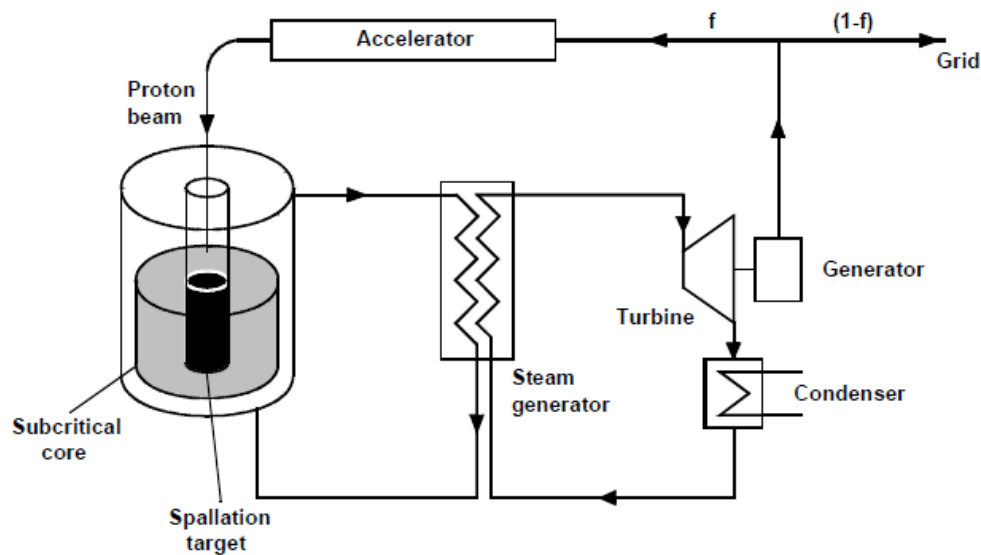 f
(1-f)
Accelerator
Grid
Proton
beam
Generator
Turbine
Steam
generator
Condenser
Subcritical
core
Spallation
target